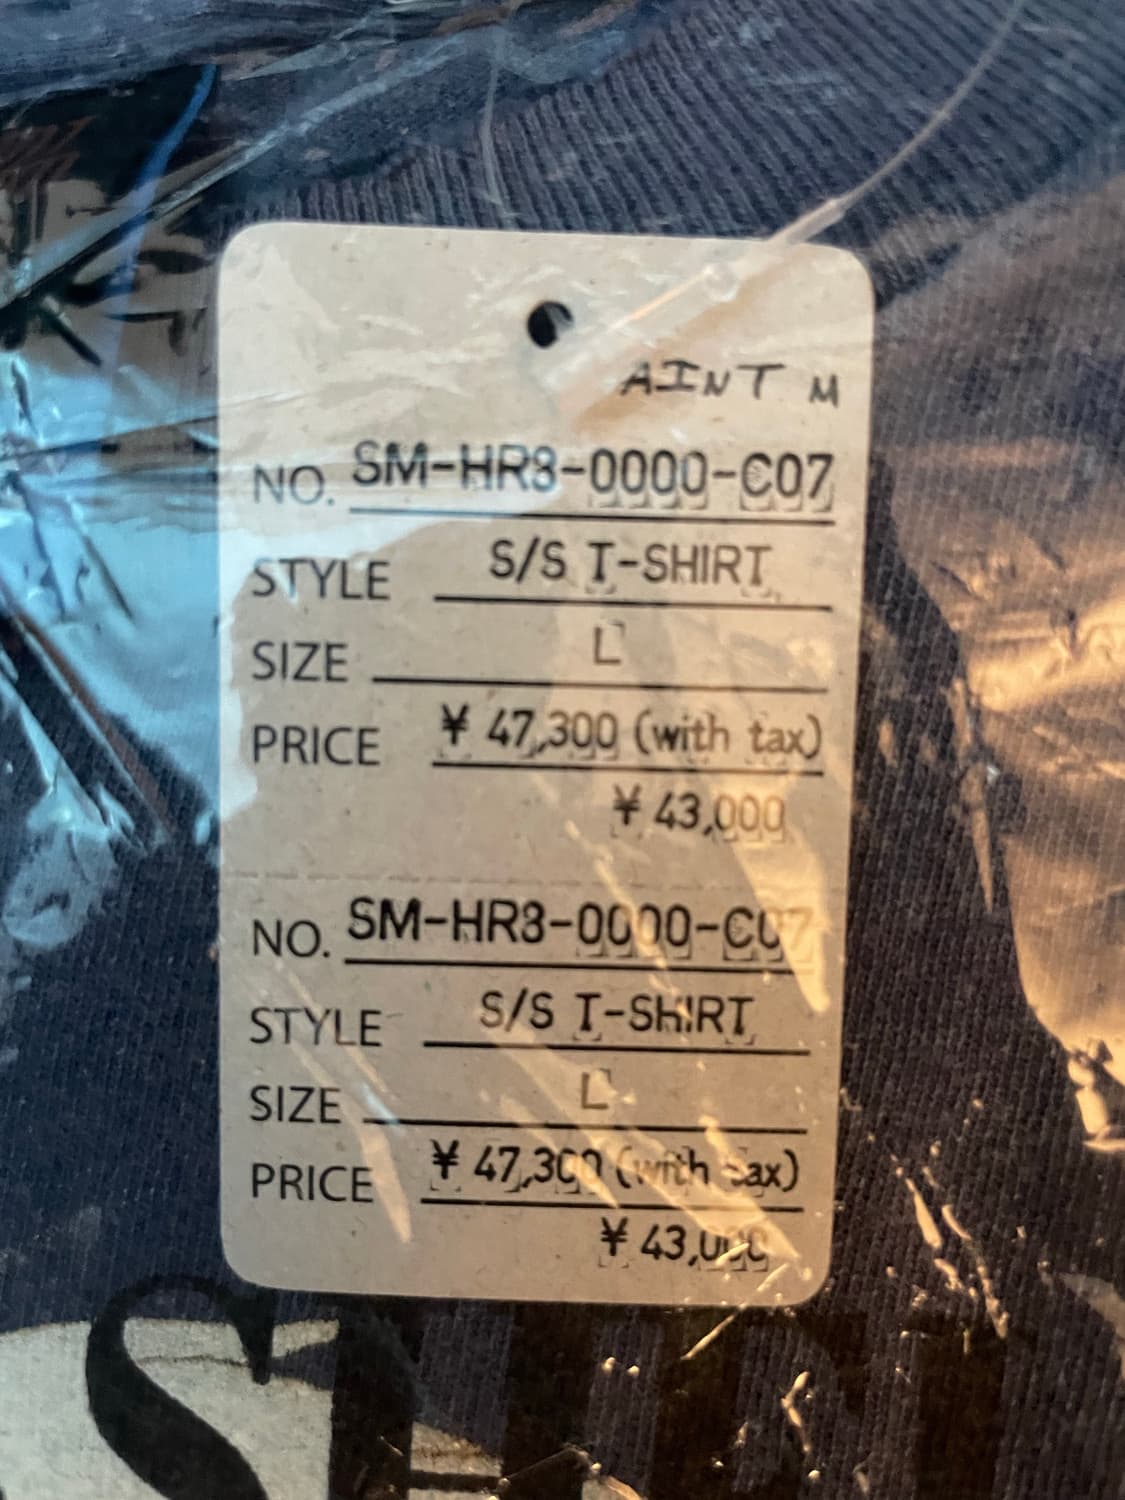 AINT M
NO. SM-HR8-0000-C07
STYLE S/S T-SHIRT
SIZE L
PRICE ¥ 47,300 (with tax)
¥ 43,000
NO. SM-HR8-0000-C07
STYLE S/S T-SHIRT
SIZE L
PRICE ¥ 47,300 (with tax)
¥ 43,000